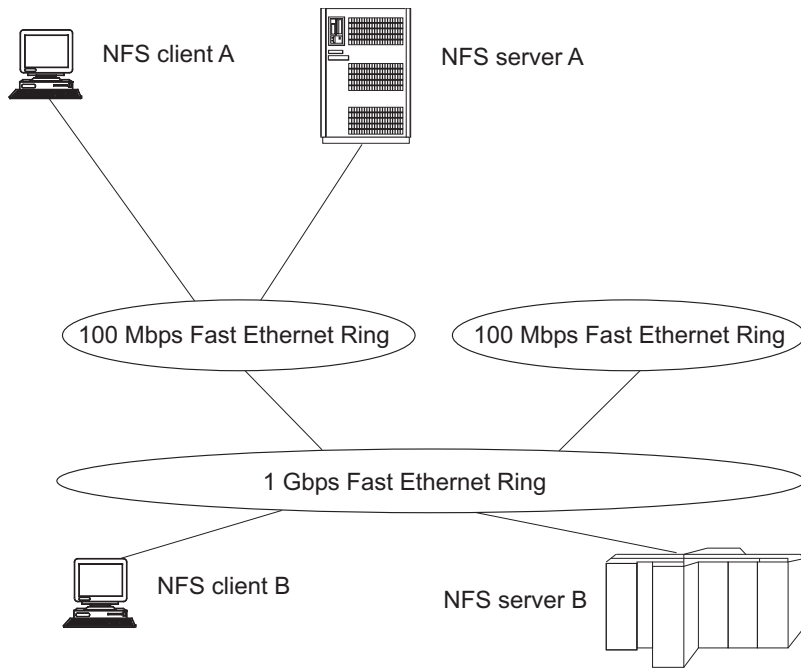 NFS client A
NFS server A
100 Mbps Fast Ethernet Ring
100 Mbps Fast Ethernet Ring
1 Gbps Fast Ethernet Ring
NFS client B
NFS server B